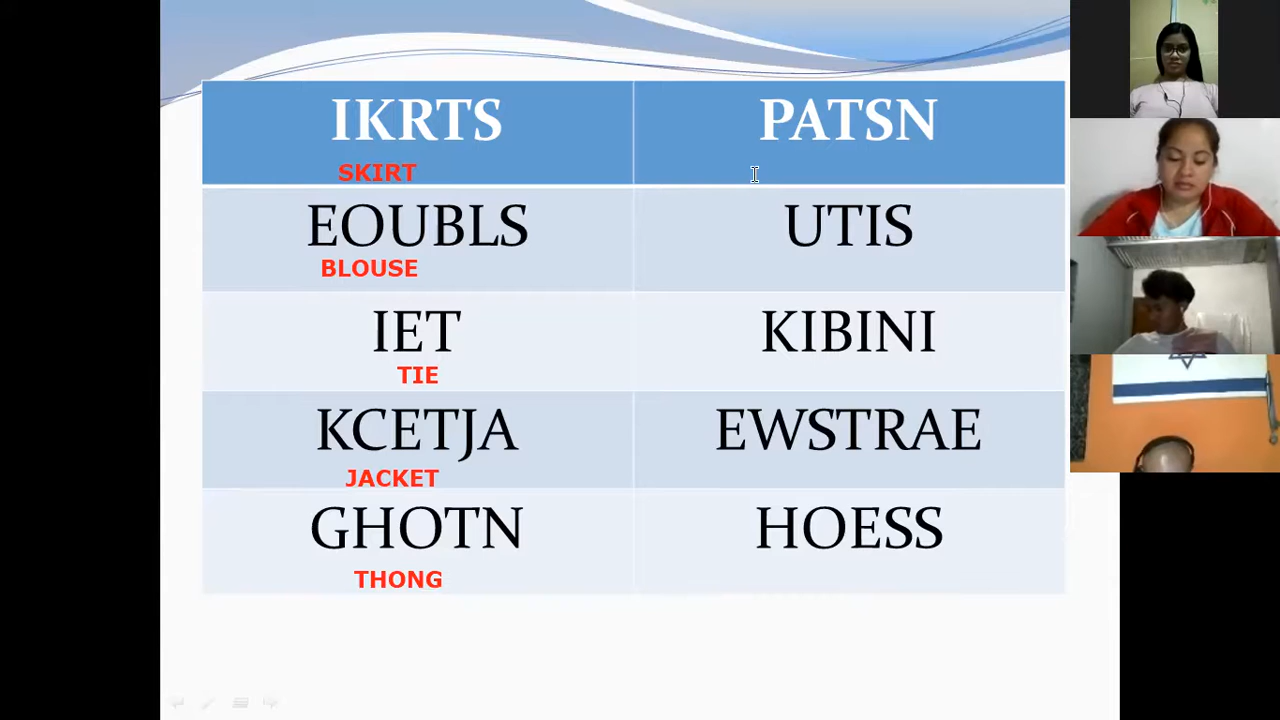 IKRTS PATSN
SKIRT
EOUBLS UTIS
BLOUSE
IET KIBINI
TIE
KCETJA EWSTRAE
JACKET
GHOTN HOESS
THONG